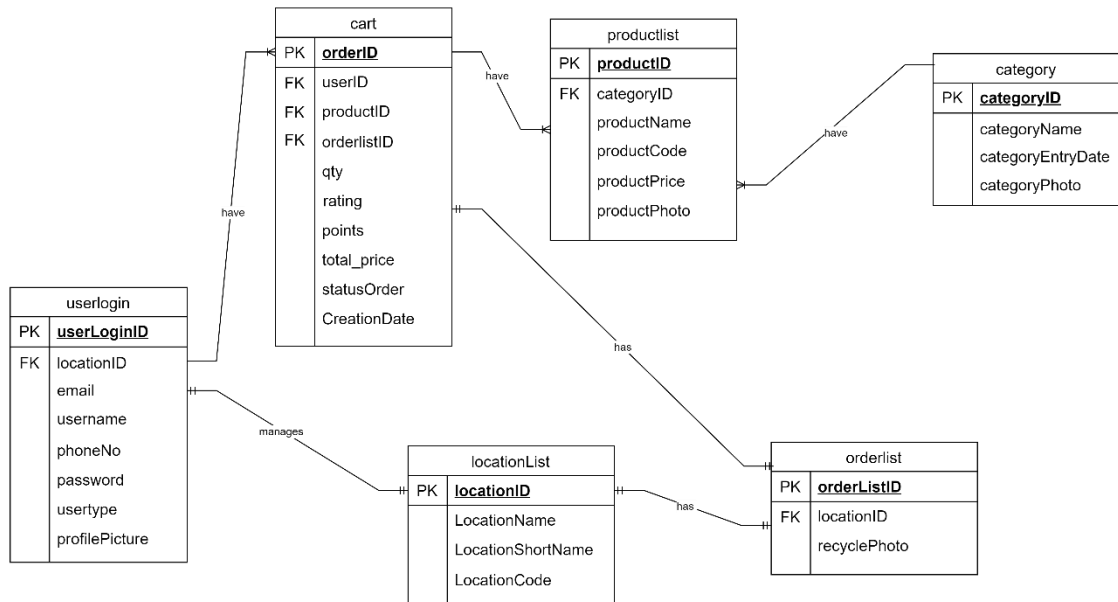 cart
PK orderID
FK userID
FK productID
FK orderlistID
qty
rating
points
total_price
statusOrder
CreationDate
have
productlist
PK productID
FK categoryID
productName
productCode
productPrice
productPhoto
have
category
PK categoryID
categoryName
categoryEntryDate
categoryPhoto
have
userlogin
PK userLoginID
FK locationID
email
username
phoneNo
password
usertype
profilePicture
manages
has
locationList
PK locationID
LocationName
LocationShortName
LocationCode
has
orderlist
PK orderListID
FK locationID
recyclePhoto